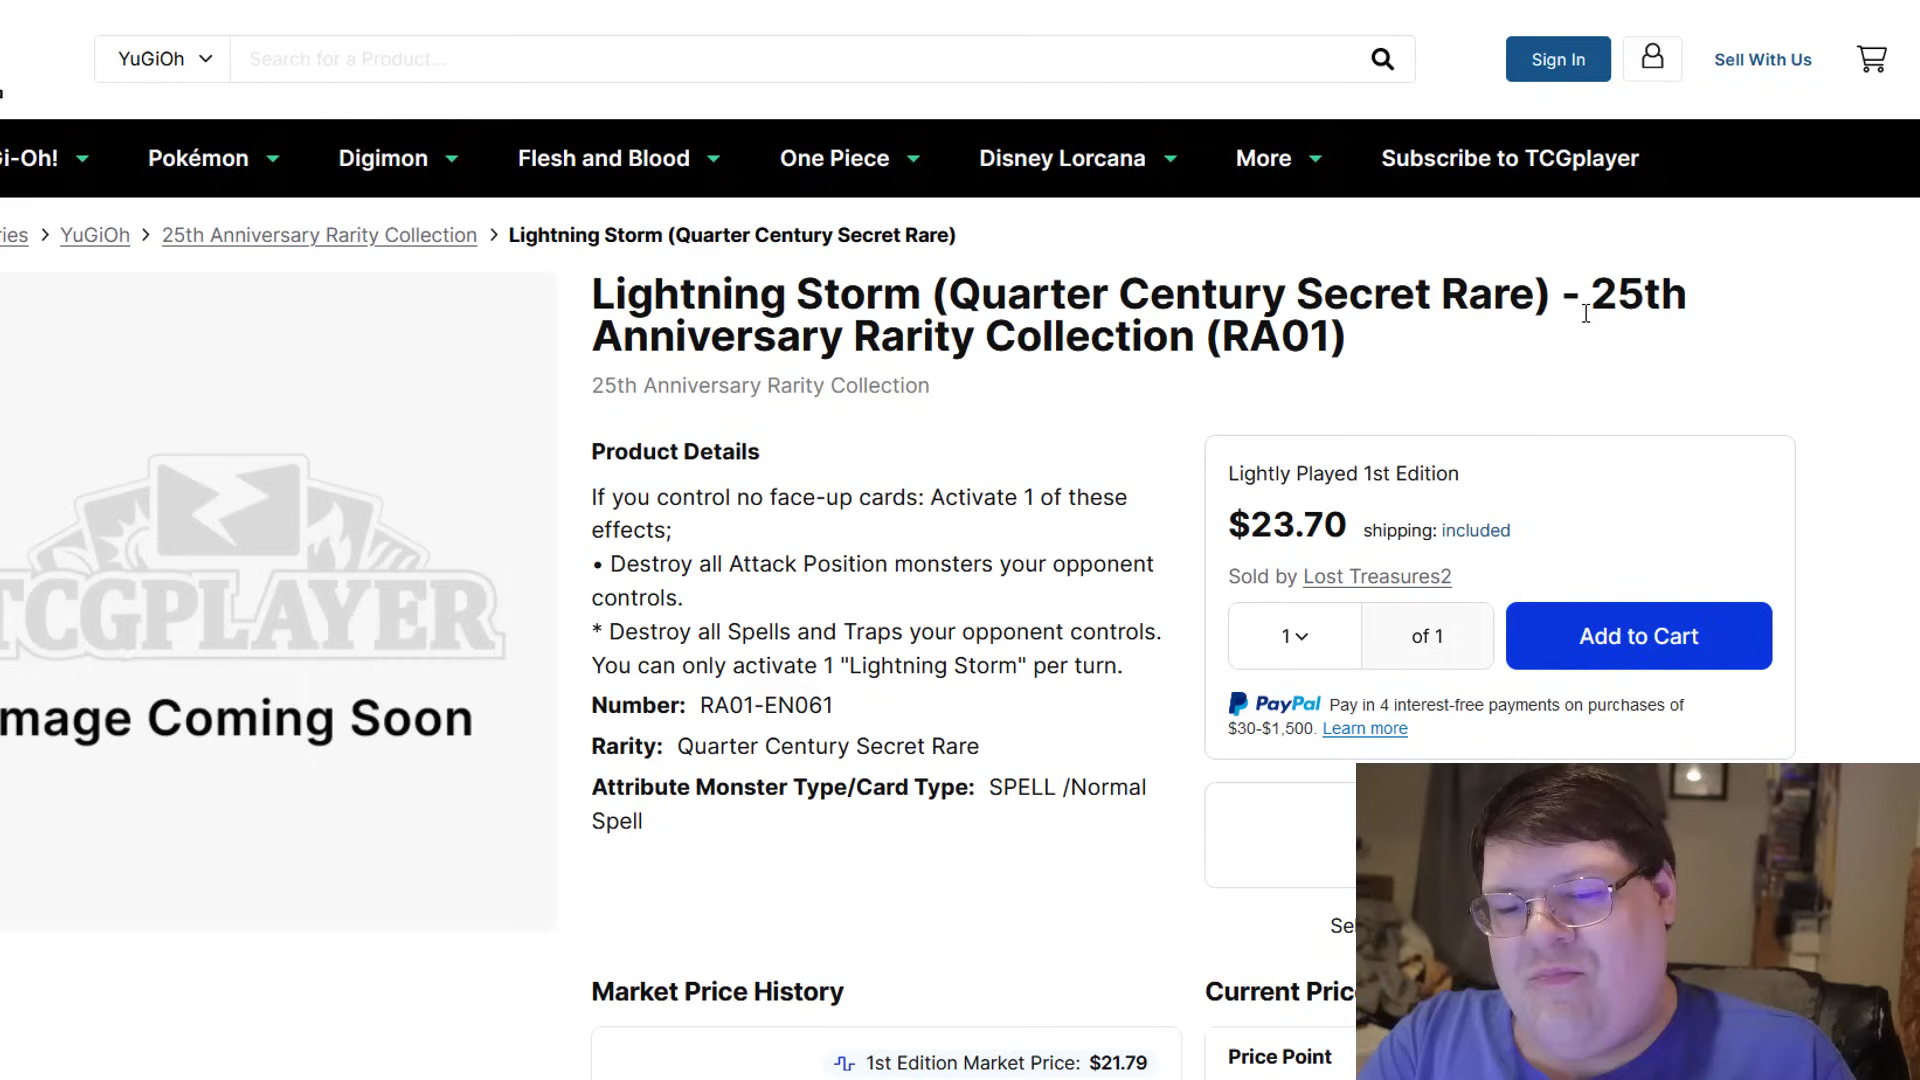 YuGiOh
Search for a Product...
Sign In
Sell With Us
Gi-Oh!
Pokémon
Digimon
Flesh and Blood
One Piece
Disney Lorcana
More
Subscribe to TCGplayer
YuGiOh > 25th Anniversary Rarity Collection > Lightning Storm (Quarter Century Secret Rare)
Lightning Storm (Quarter Century Secret Rare) - 25th
Anniversary Rarity Collection (RA01)
25th Anniversary Rarity Collection
TCGPLAYER
mage Coming Soon
Product Details
If you control no face-up cards: Activate 1 of these
effects;
• Destroy all Attack Position monsters your opponent
controls.
* Destroy all Spells and Traps your opponent controls.
You can only activate 1 "Lightning Storm" per turn.
Number: RA01-EN061
Rarity: Quarter Century Secret Rare
Attribute Monster Type/Card Type: SPELL /Normal
Spell
Lightly Played 1st Edition
$23.70 shipping: included
Sold by Lost Treasures2
1 of 1
Add to Cart
PayPal Pay in 4 interest-free payments on purchases of
$30-$1,500. Learn more
Market Price History
1st Edition Market Price: $21.79
Current
Price Point